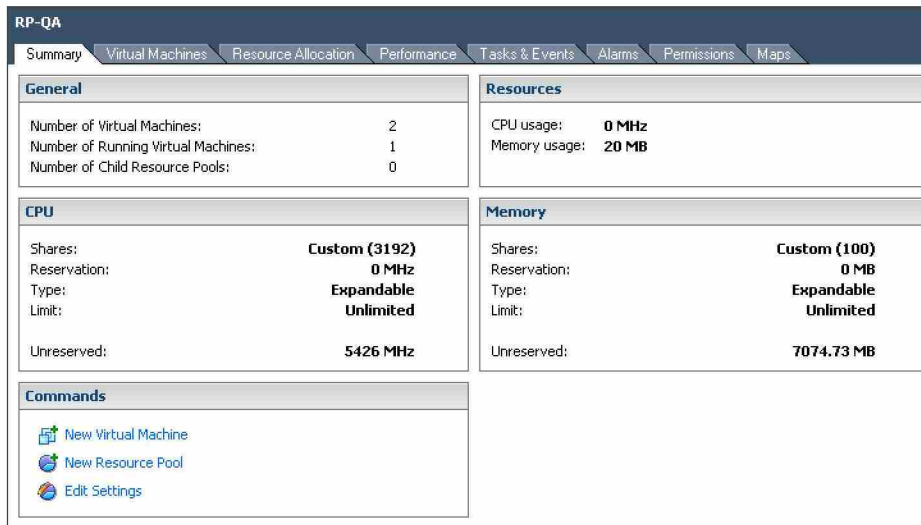 RP-QA
Summary Virtual Machines Resource Allocation Performance Tasks & Events Alarms Permissions Maps
General
Number of Virtual Machines: 2
Number of Running Virtual Machines: 1
Number of Child Resource Pools: 0
Resources
CPU usage: 0 MHz
Memory usage: 20 MB
CPU
Shares: Custom (3192)
Reservation: 0 MHz
Type: Expandable
Limit: Unlimited
Unreserved: 5426 MHz
Memory
Shares: Custom (100)
Reservation: 0 MB
Type: Expandable
Limit: Unlimited
Unreserved: 7074.73 MB
Commands
New Virtual Machine
New Resource Pool
Edit Settings